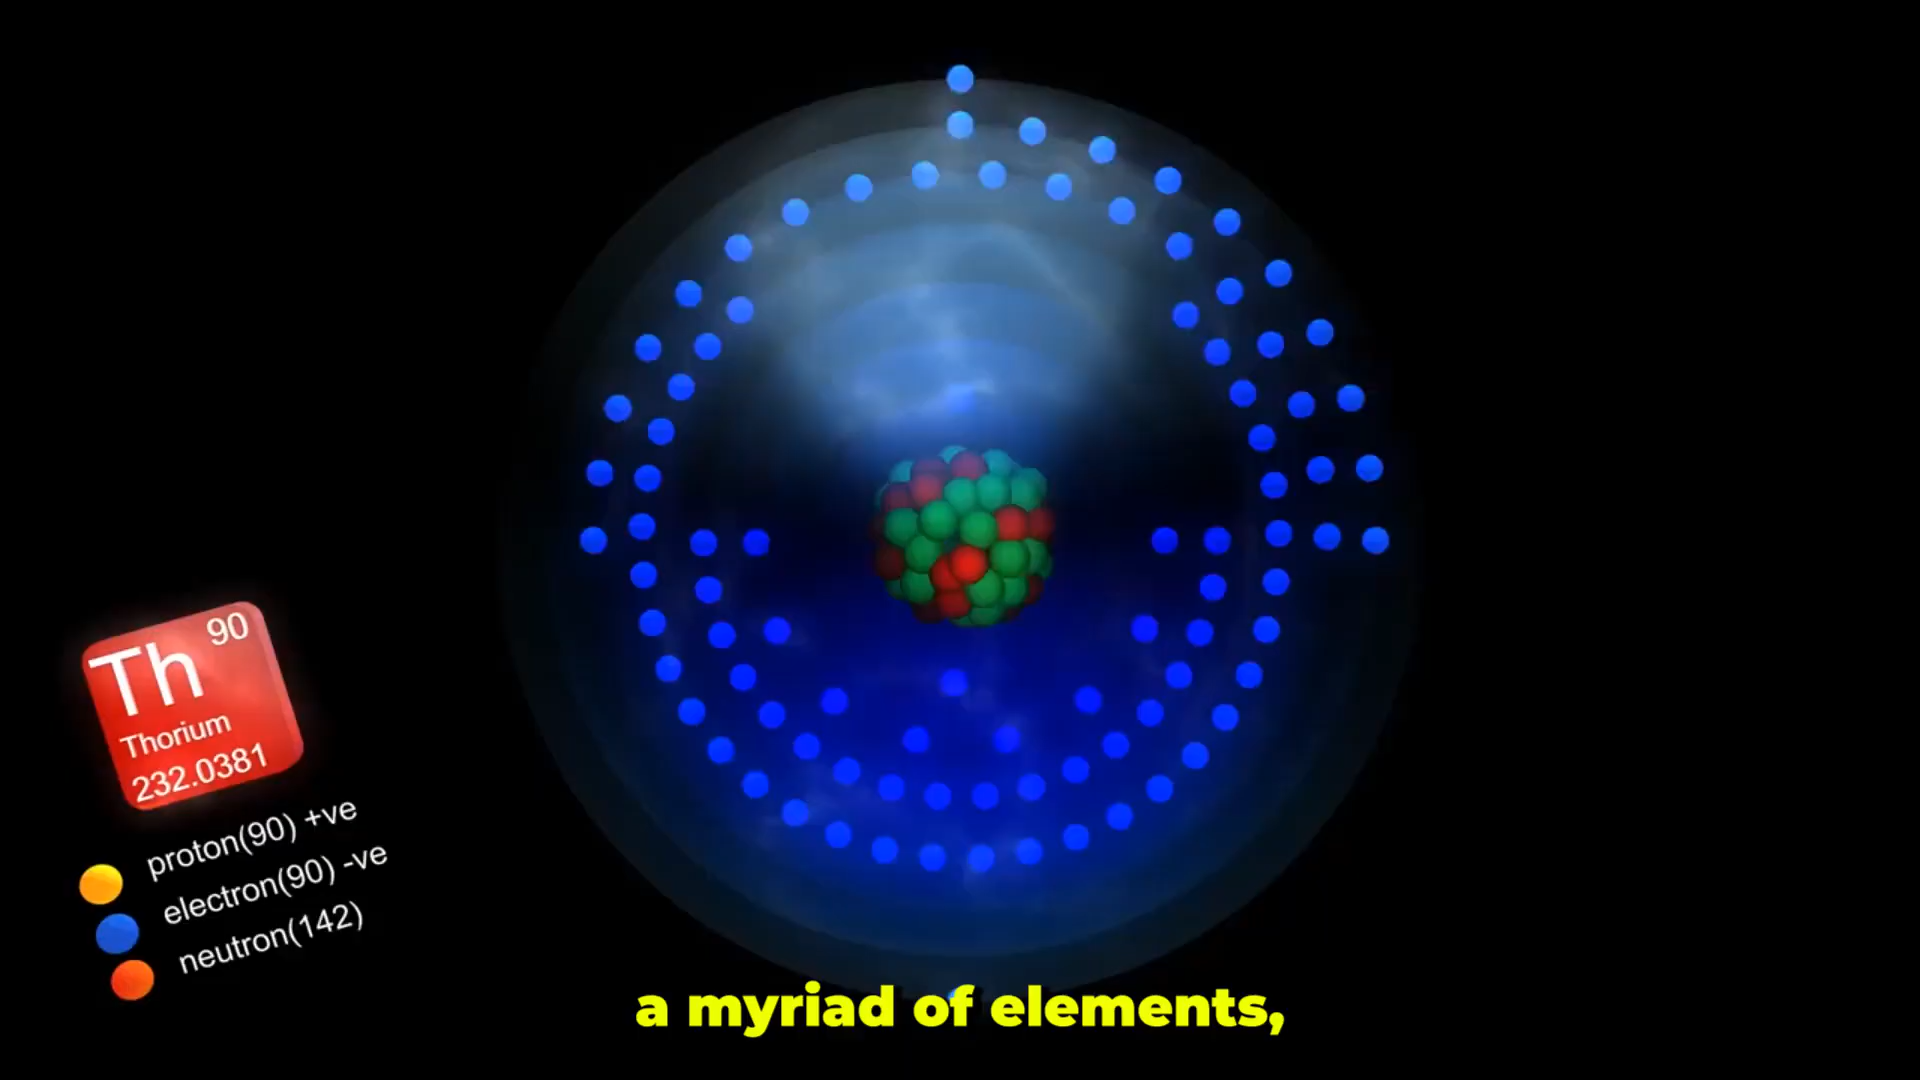 90
Th
Thorium
232.0381
proton(90) +ve
electron(90) -ve
neutron(142)
a myriad of elements,